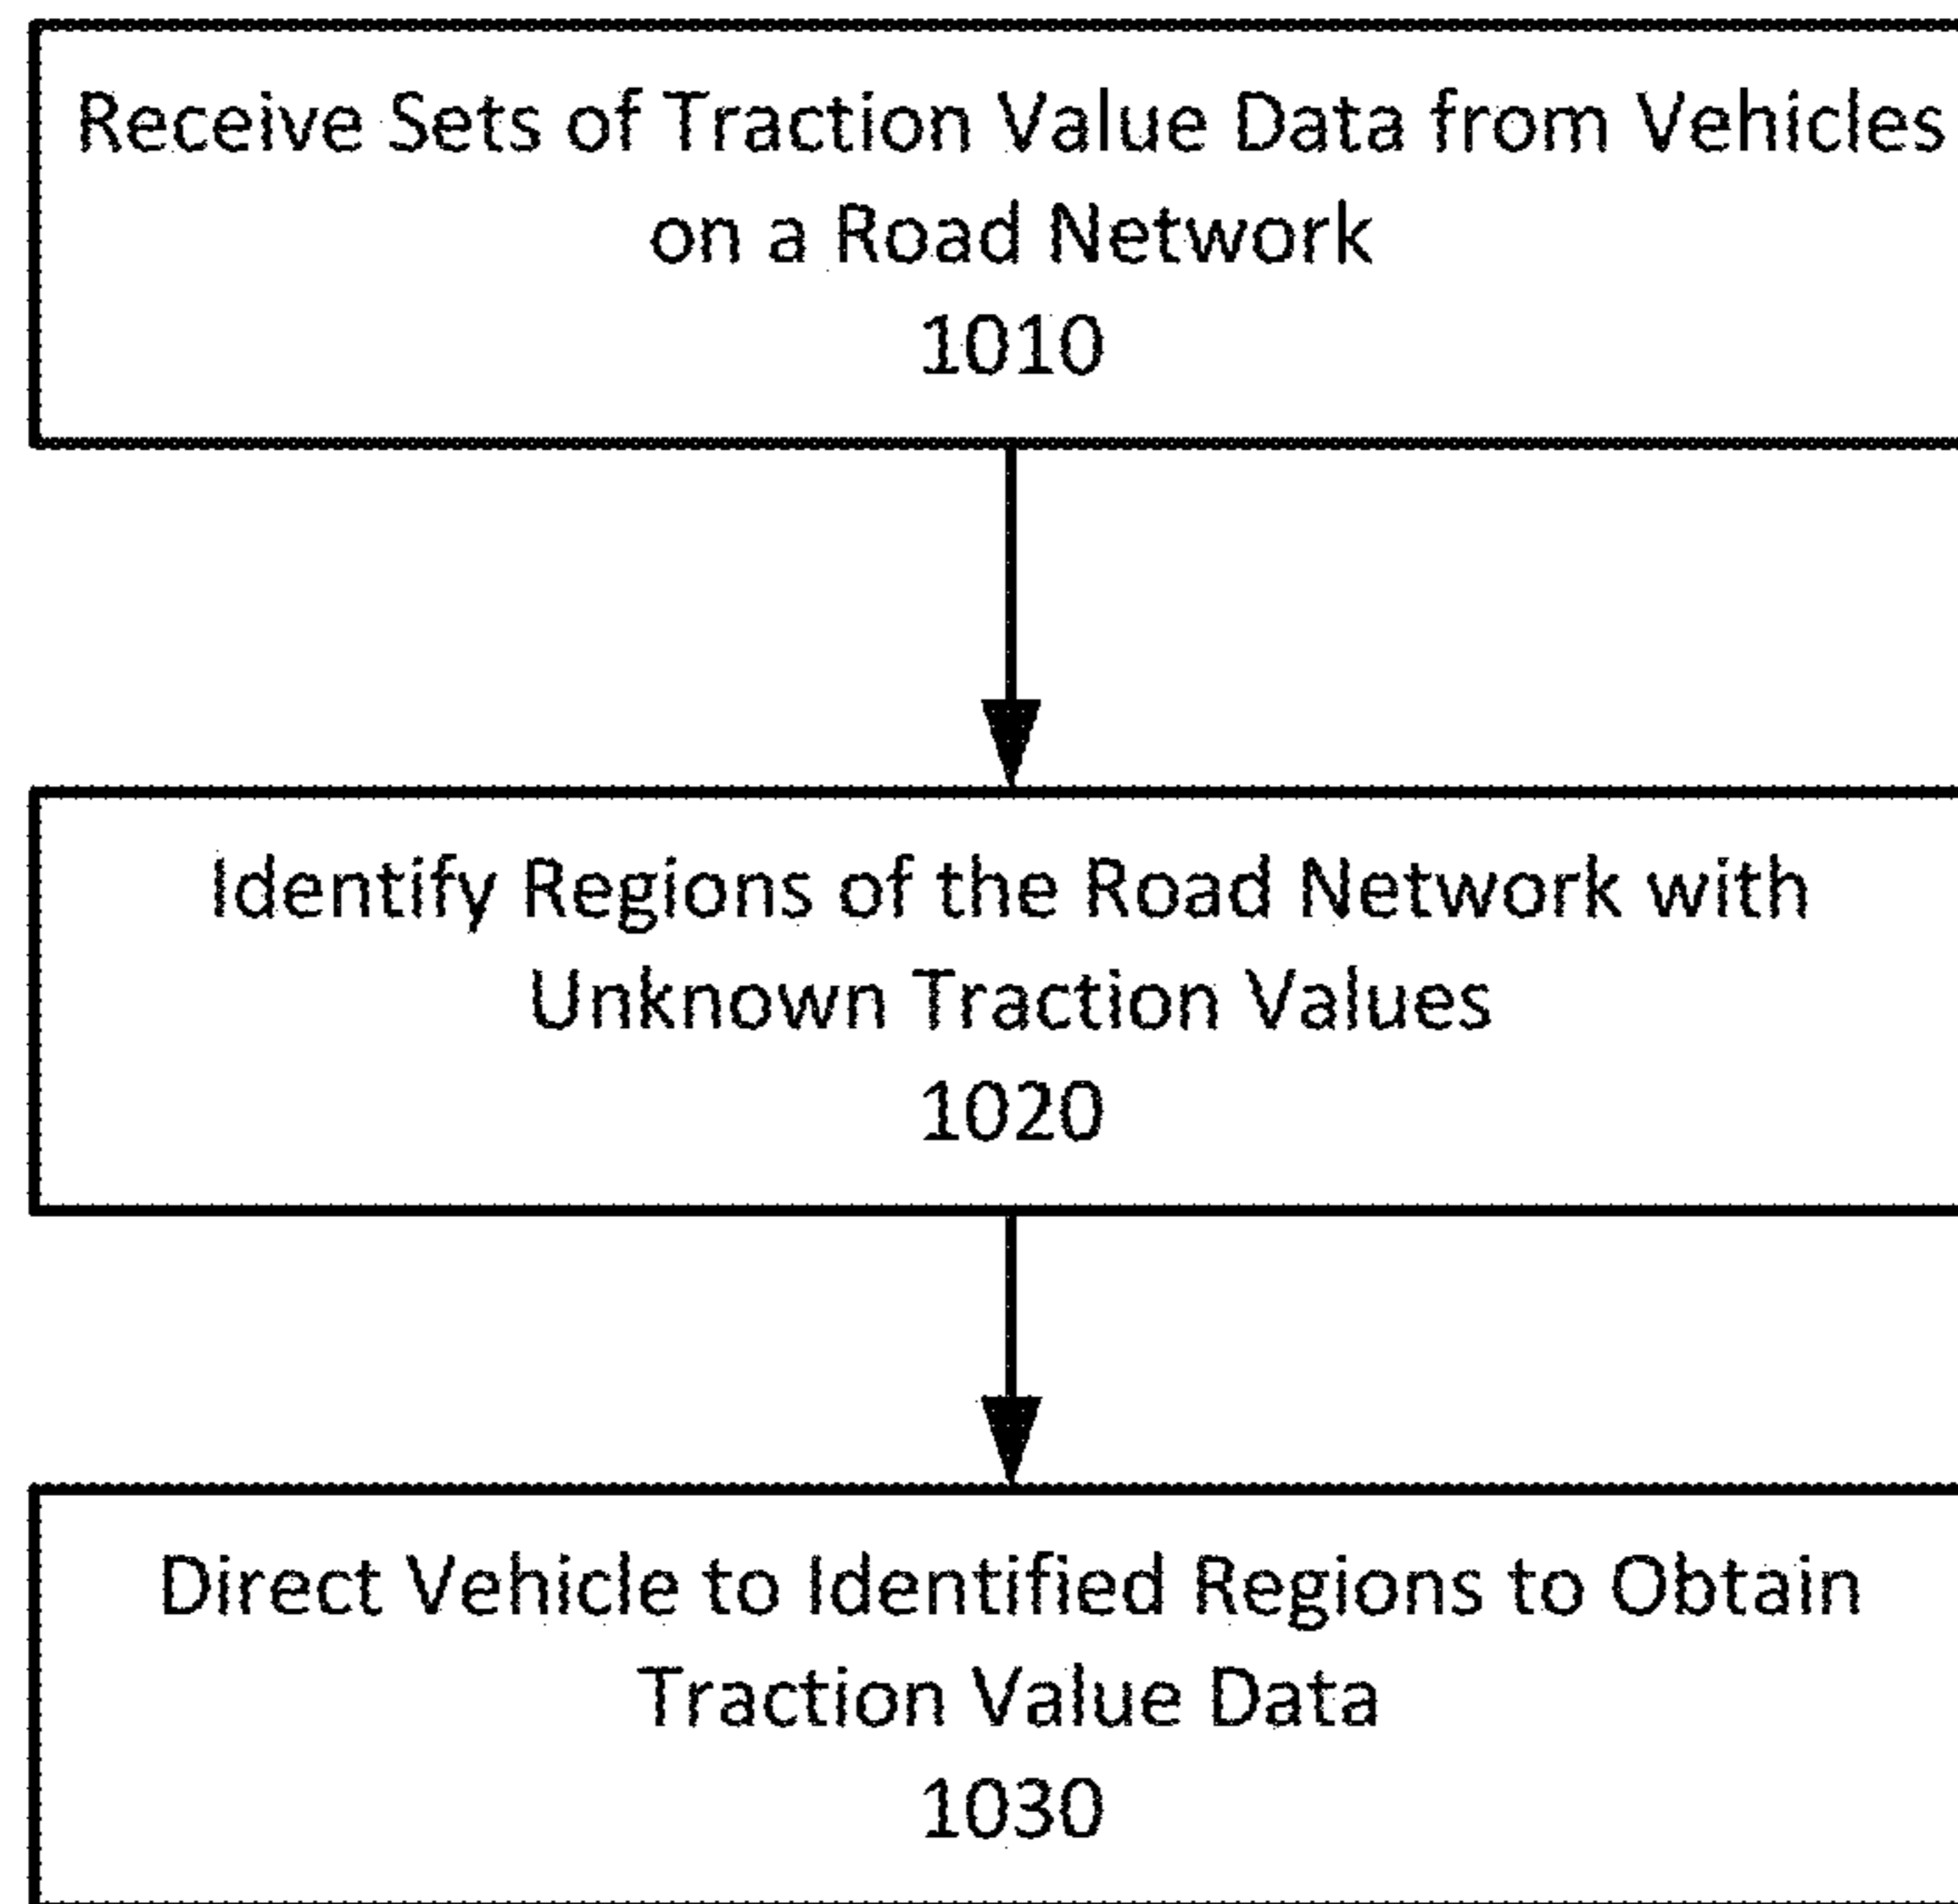 Receive Sets of Traction Value Data from Vehicles
on a Road Network
1010
Identify Regions of the Road Network with
Unknown Traction Values
1020
Direct Vehicle to Identified Regions to Obtain
Traction Value Data
1030